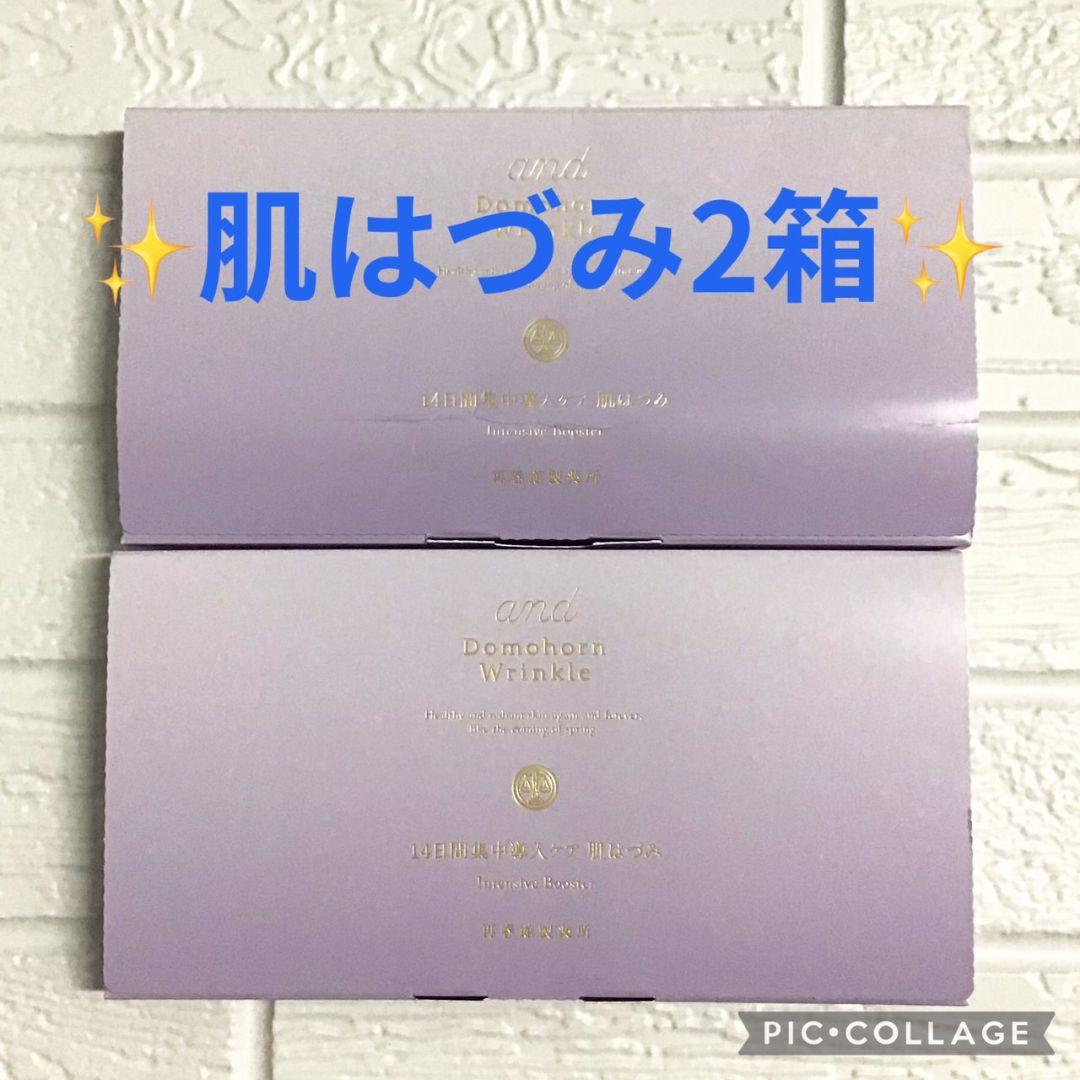 and
✨肌はづみ2箱✨
Domohorn
Wrinkle
14日間集中導入ケア 肌はづみ
Intensive Booster
再春館製薬所
and
Domohorn
Wrinkle
Healthy and radiant skin again and forever,
like the coming of spring.
14日間集中導入ケア 肌はづみ
Intensive Booster
再春館製薬所
PIC•COLLAGE